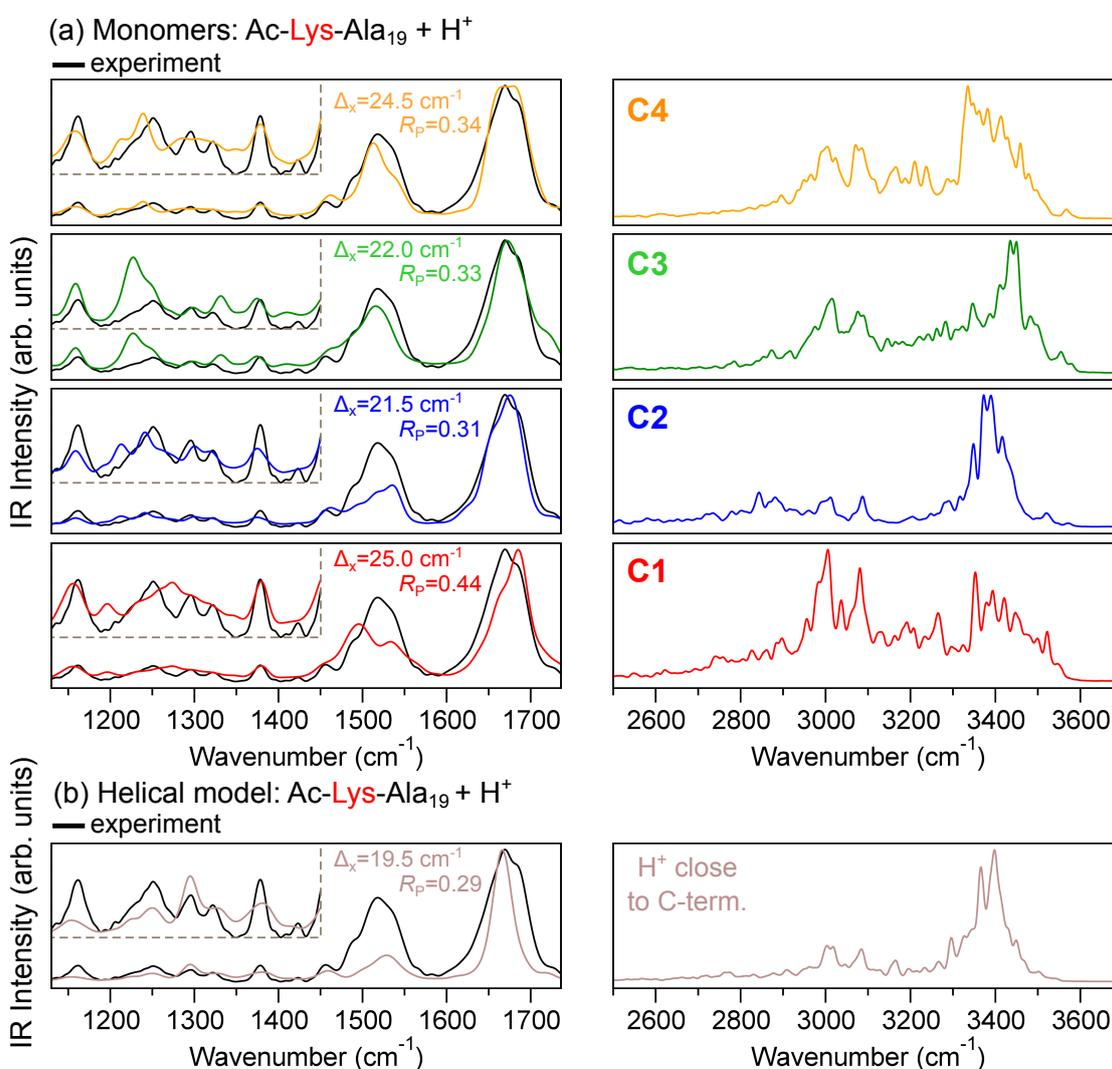 (a) Monomers: Ac-Lys-Ala₁₉ + H⁺
experiment
Δₓ=24.5 cm⁻¹
R_P=0.34
C4
Δₓ=22.0 cm⁻¹
R_P=0.33
C3
Δₓ=21.5 cm⁻¹
R_P=0.31
C2
Δₓ=25.0 cm⁻¹
R_P=0.44
C1
IR Intensity (arb. units)
1200 1300 1400 1500 1600 1700
Wavenumber (cm⁻¹)
2600 2800 3000 3200 3400 3600
Wavenumber (cm⁻¹)
(b) Helical model: Ac-Lys-Ala₁₉ + H⁺
experiment
Δₓ=19.5 cm⁻¹
R_P=0.29
H⁺ close
to C-term.
IR Intensity (arb. units)
1200 1300 1400 1500 1600 1700
Wavenumber (cm⁻¹)
2600 2800 3000 3200 3400 3600
Wavenumber (cm⁻¹)